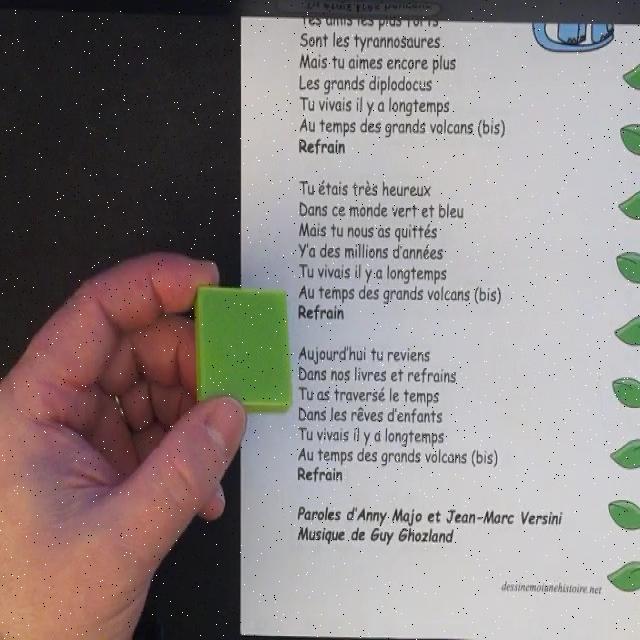 Tes amis les plus forts
Sont les tyrannosaures
Mais tu aimes encore plus
Les grands diplodocus
Tu vivais il y a longtemps
Au temps des grands volcans (bis)
Refrain
Tu étais très heureux
Dans ce monde vert et bleu
Mais tu nous as quittés
Y'a des millions d'années
Tu vivais il y a longtemps
Au temps des grands volcans (bis)
Refrain
Aujourd'hui tu reviens
Dans nos livres et refrains
Tu as traversé le temps
Dans les rêves d'enfants
Tu vivais il y a longtemps
Au temps des grands volcans (bis)
Refrain
Paroles d'Anny Majo et Jean-Marc Versini
Musique de Guy Ghozland
dessinemoiunehistoire.net